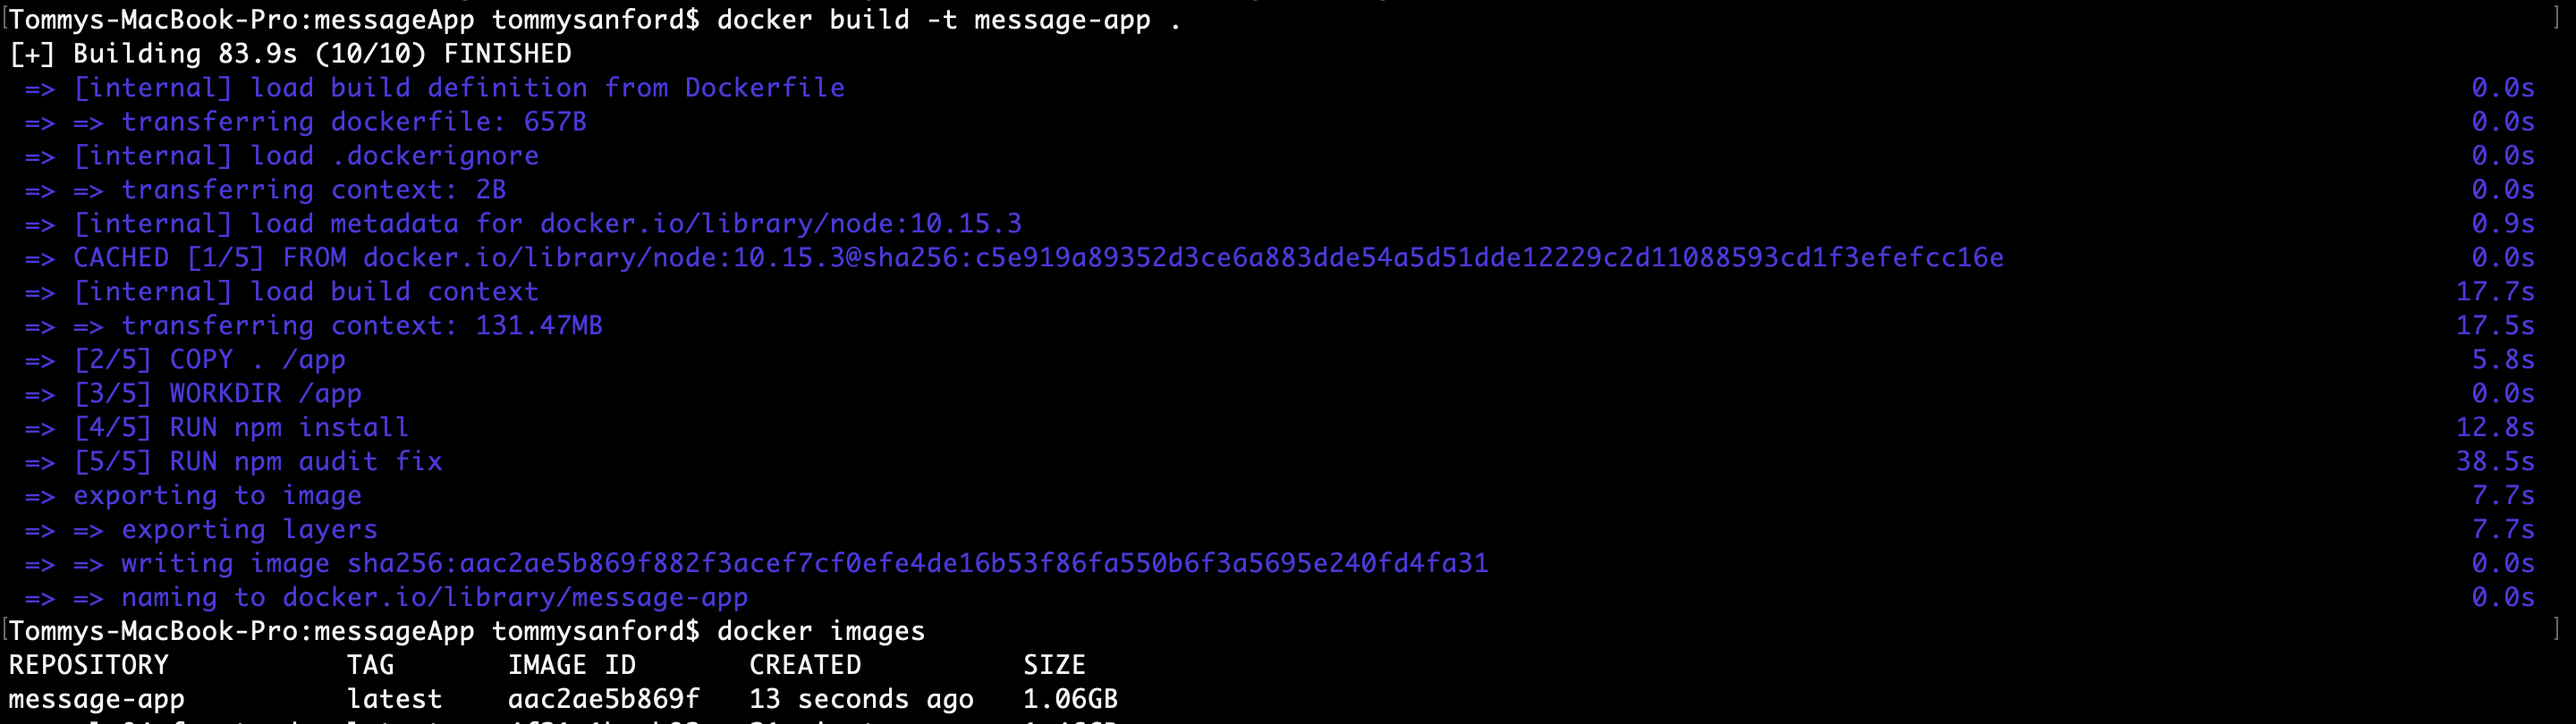 Tommys-MacBook-Pro:messageApp tommysanford$ docker build -t message-app .
[+] Building 83.9s (10/10) FINISHED
=> [internal] load build definition from Dockerfile 0.0s
=> => transferring dockerfile: 657B 0.0s
=> [internal] load .dockerignore 0.0s
=> => transferring context: 2B 0.0s
=> [internal] load metadata for docker.io/library/node:10.15.3 0.9s
=> CACHED [1/5] FROM docker.io/library/node:10.15.3@sha256:c5e919a89352d3ce6a883dde54a5d51dde12229c2d11088593cd1f3efefcc16e 0.0s
=> [internal] load build context 17.7s
=> => transferring context: 131.47MB 17.5s
=> [2/5] COPY . /app 5.8s
=> [3/5] WORKDIR /app 0.0s
=> [4/5] RUN npm install 12.8s
=> [5/5] RUN npm audit fix 38.5s
=> exporting to image 7.7s
=> => exporting layers 7.7s
=> => writing image sha256:aac2ae5b869f882f3acef7cf0efe4de16b53f86fa550b6f3a5695e240fd4fa31 0.0s
=> => naming to docker.io/library/message-app 0.0s
Tommys-MacBook-Pro:messageApp tommysanford$ docker images
REPOSITORY TAG IMAGE ID CREATED SIZE
message-app latest aac2ae5b869f 13 seconds ago 1.06GB